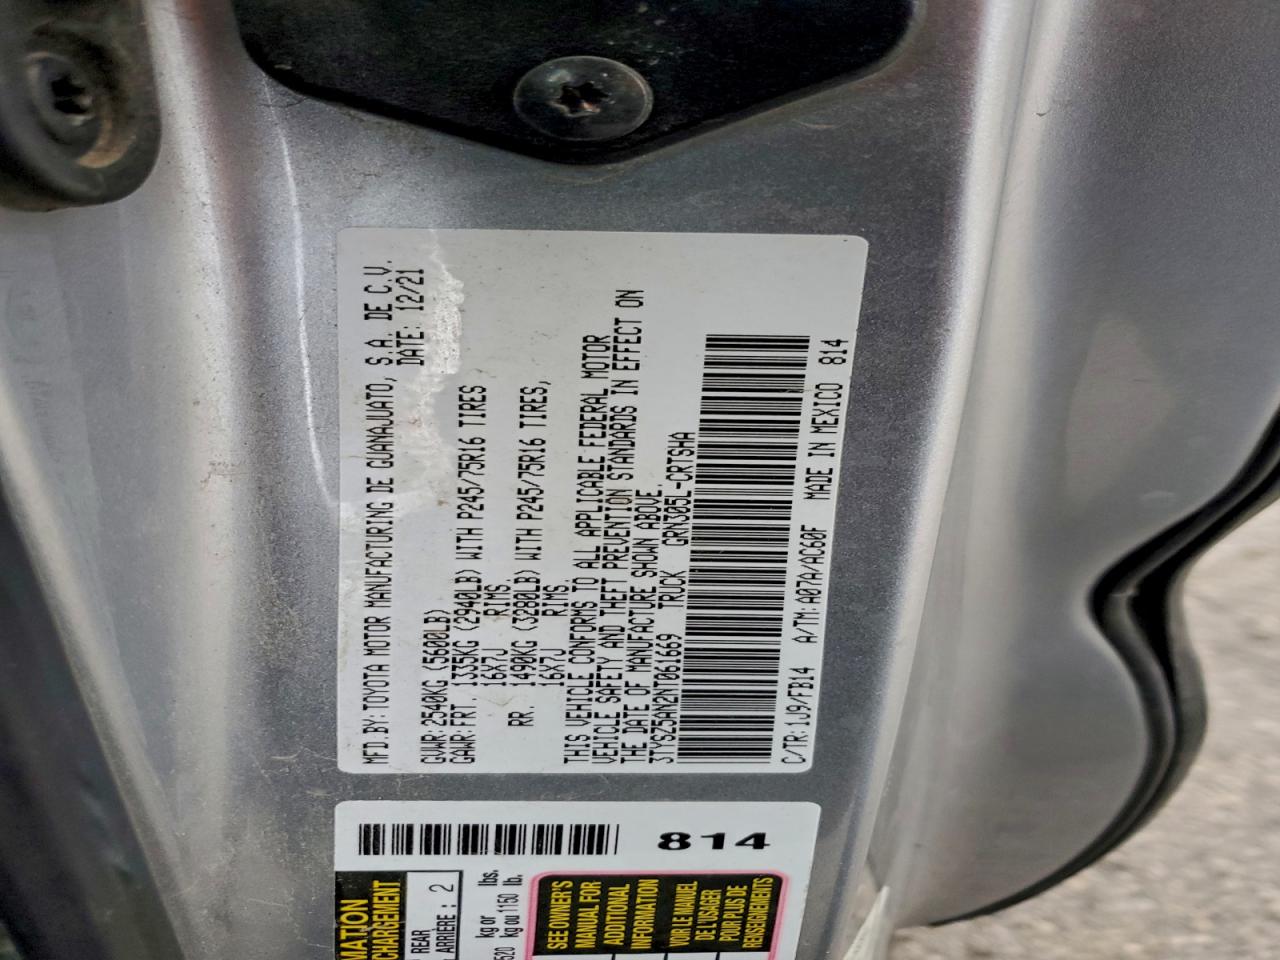 MFD.BY: TOYOTA MOTOR MANUFACTURING DE GUANAJUATO, S.A. DE C.V.
DATE: 12/21
GVWR: 2540KG (5600LB)
GAWR: FRT. 1335KG (2940LB) WITH P245/75R16 TIRES
16X7J RIMS.
RR. 1490KG (3280LB) WITH P245/75R16 TIRES,
16X7J RIMS.
THIS VEHICLE CONFORMS TO ALL APPLICABLE FEDERAL MOTOR
VEHICLE SAFETY AND THEFT PREVENTION STANDARDS IN EFFECT ON
THE DATE OF MANUFACTURE SHOWN ABOVE.
3TYSZ5AN2NT061669 TRUCK GRN305L-CRTSHA
C/TR: 1J9/FB14 A/TM: A07A/AC60F MADE IN MEXICO 814
814
MATION
CHARGEMENT
REAR
ARRIÈRE : 2
kg or lbs.
520 kg ou 1150 lb.
SEE OWNER'S
MANUAL FOR
ADDITIONAL
INFORMATION
VOIR LE MANUEL
DE L'USAGER
POUR PLUS DE
RENSEIGNEMENTS